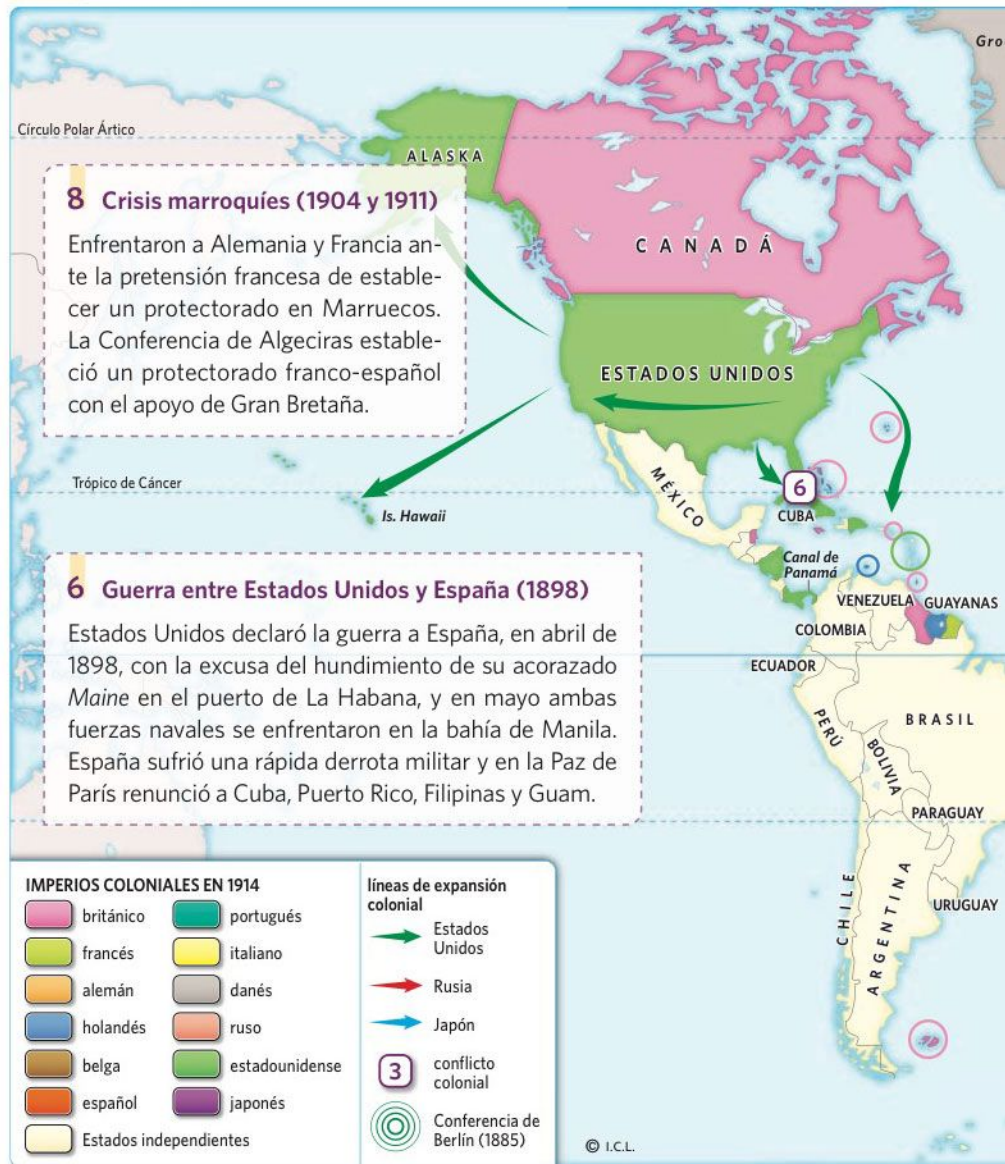 Gro
Círculo Polar Ártico
ALASKA
8 Crisis marroquíes (1904 y 1911)
Enfrentaron a Alemania y Francia an-
te la pretensión francesa de estable-
cer un protectorado en Marruecos.
La Conferencia de Algeciras estable-
ció un protectorado franco-español
con el apoyo de Gran Bretaña.
CANADÁ
ESTADOS UNIDOS
Trópico de Cáncer
Is. Hawaii
MÉXICO
6
CUBA
Canal de
Panamá
VENEZUELA
GUAYANAS
COLOMBIA
ECUADOR
PERÚ
BRASIL
BOLIVIA
PARAGUAY
CHILE
ARGENTINA
URUGUAY
6 Guerra entre Estados Unidos y España (1898)
Estados Unidos declaró la guerra a España, en abril de
1898, con la excusa del hundimiento de su acorazado
Maine en el puerto de La Habana, y en mayo ambas
fuerzas navales se enfrentaron en la bahía de Manila.
España sufrió una rápida derrota militar y en la Paz de
París renunció a Cuba, Puerto Rico, Filipinas y Guam.
IMPERIOS COLONIALES EN 1914
británico
francés
alemán
holandés
belga
español
Estados independientes
portugués
italiano
danés
ruso
estadounidense
japonés
líneas de expansión
colonial
Estados
Unidos
Rusia
Japón
3
conflicto
colonial
Conferencia de
Berlín (1885)
© I.C.L.